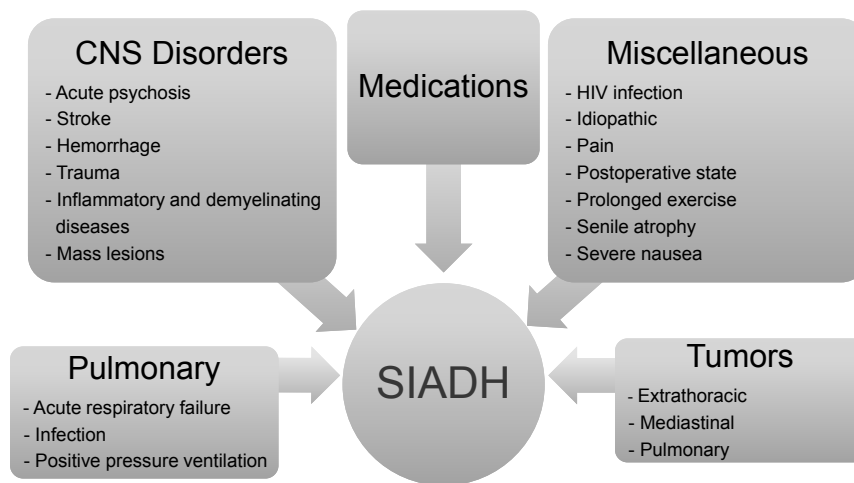 CNS Disorders
- Acute psychosis
- Stroke
- Hemorrhage
- Trauma
- Inflammatory and demyelinating
diseases
- Mass lesions
Medications
Miscellaneous
- HIV infection
- Idiopathic
- Pain
- Postoperative state
- Prolonged exercise
- Senile atrophy
- Severe nausea
Pulmonary
- Acute respiratory failure
- Infection
- Positive pressure ventilation
SIADH
Tumors
- Extrathoracic
- Mediastinal
- Pulmonary